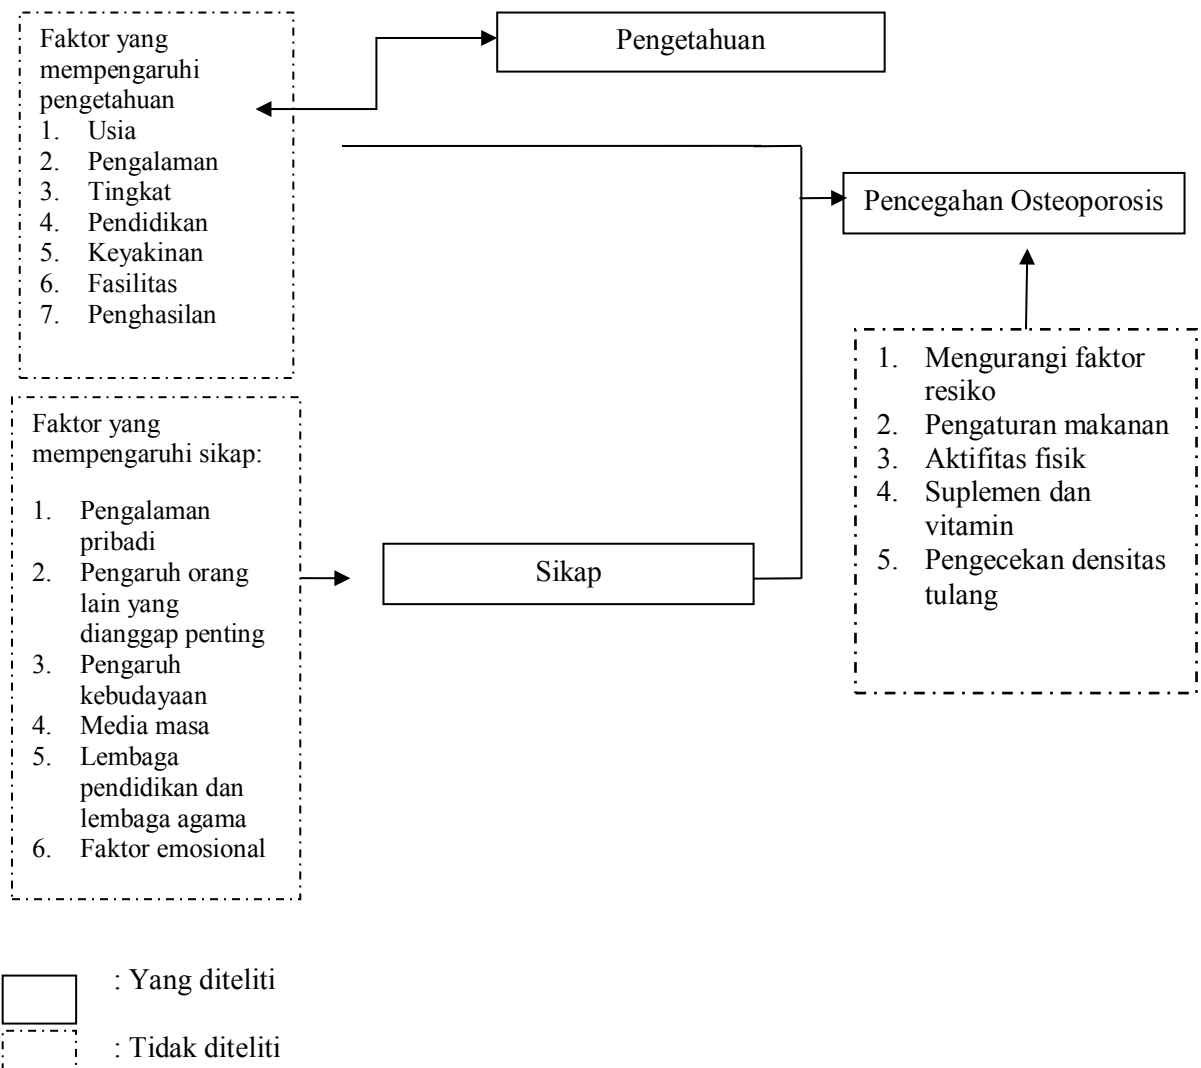 Faktor yang
mempengaruhi
pengetahuan
1. Usia
2. Pengalaman
3. Tingkat
4. Pendidikan
5. Keyakinan
6. Fasilitas
7. Penghasilan
Pengetahuan
Pencegahan Osteoporosis
1. Mengurangi faktor
resiko
2. Pengaturan makanan
3. Aktifitas fisik
4. Suplemen dan
vitamin
5. Pengecekan densitas
tulang
Faktor yang
mempengaruhi sikap:
1. Pengalaman
pribadi
2. Pengaruh orang
lain yang
dianggap penting
3. Pengaruh
kebudayaan
4. Media masa
5. Lembaga
pendidikan dan
lembaga agama
6. Faktor emosional
Sikap
: Yang diteliti
: Tidak diteliti